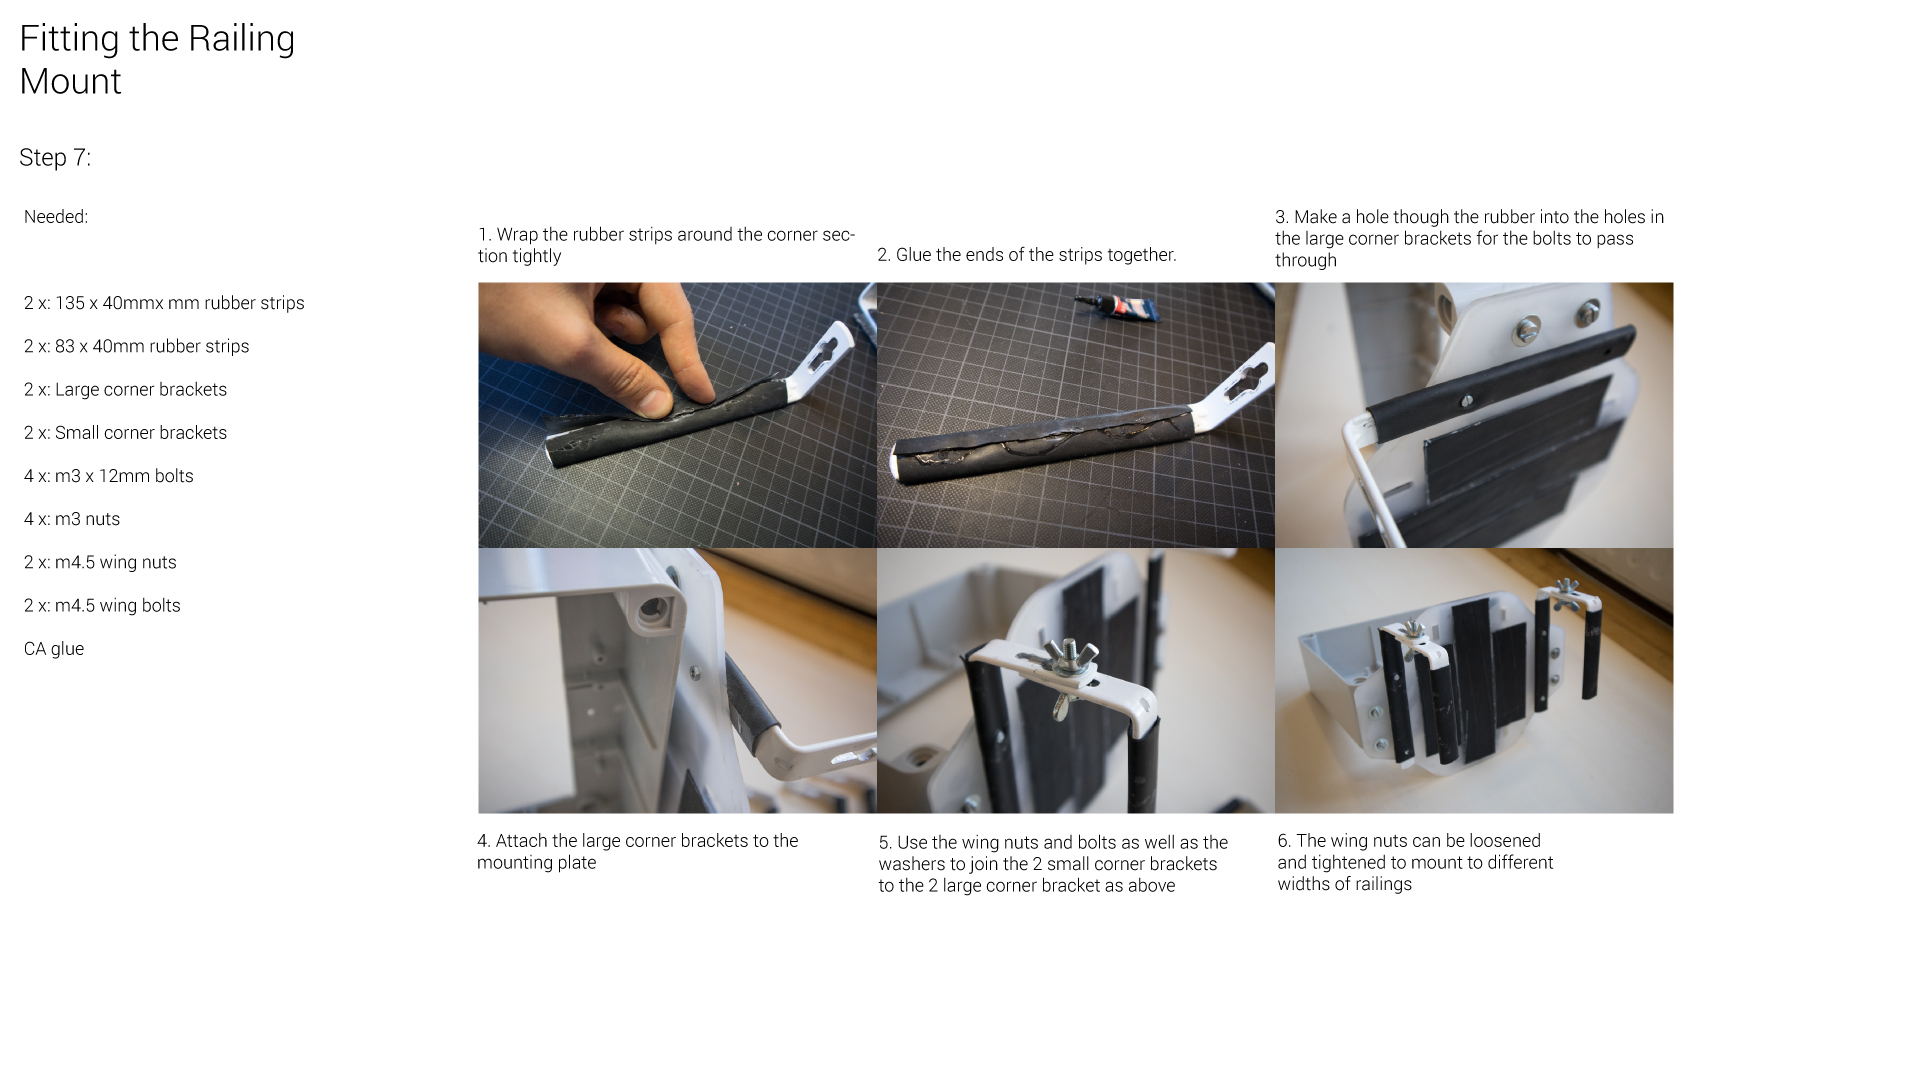 Fitting the Railing
Mount
Step 7:
Needed:
2 x: 135 x 40mmx mm rubber strips
2 x: 83 x 40mm rubber strips
2 x: Large corner brackets
2 x: Small corner brackets
4 x: m3 x 12mm bolts
4 x: m3 nuts
2 x: m4.5 wing nuts
2 x: m4.5 wing bolts
CA glue
1. Wrap the rubber strips around the corner sec-
tion tightly
2. Glue the ends of the strips together.
3. Make a hole though the rubber into the holes in
the large corner brackets for the bolts to pass
through
4. Attach the large corner brackets to the
mounting plate
5. Use the wing nuts and bolts as well as the
washers to join the 2 small corner brackets
to the 2 large corner bracket as above
6. The wing nuts can be loosened
and tightened to mount to different
widths of railings